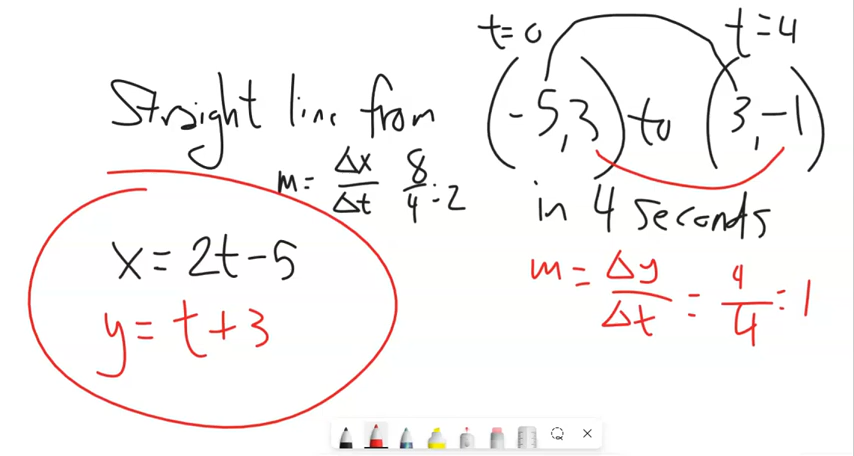 t=0
t=4
Straight line from (-5,3) to (3,-1)
in 4 seconds
m = Δx/Δt 8/4=2
x=2t-5
y=t+3
m = Δy/Δt = 4/4 = 1